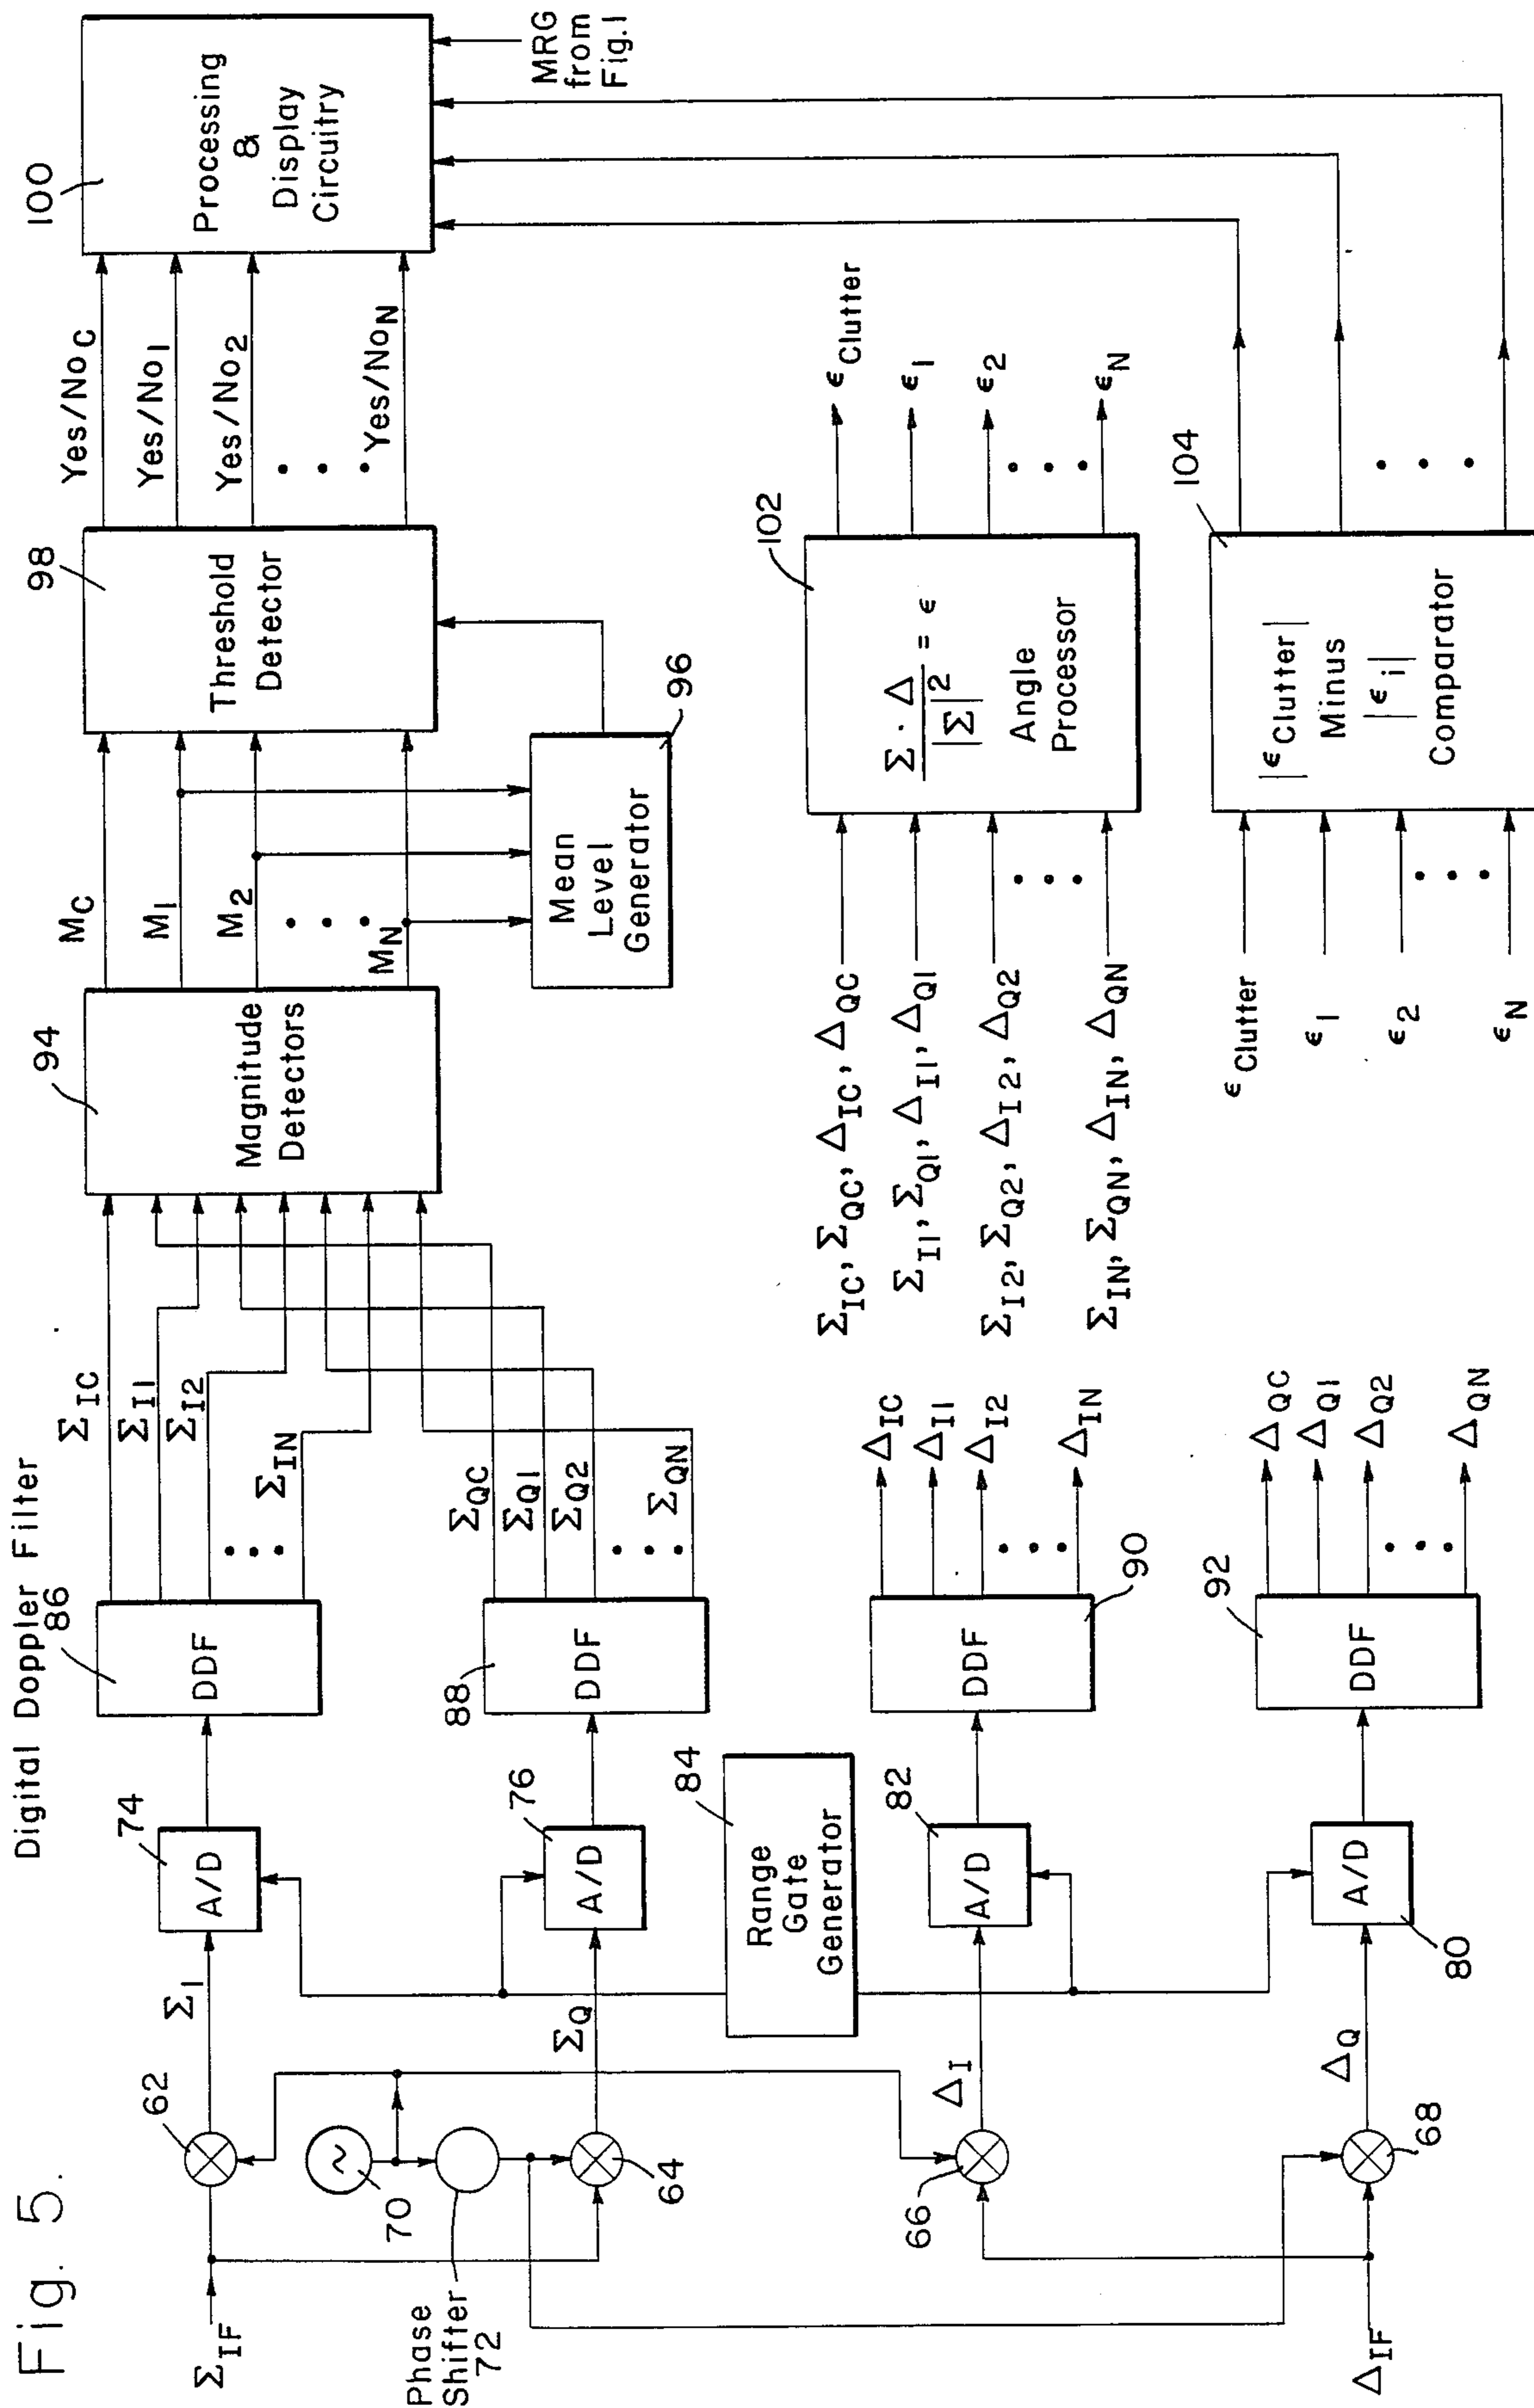 Fig. 5.
Digital Doppler Filter
Σ_IF
62
Σ_I
74
A/D
86
DDF
Σ_IC
Σ_I1
Σ_I2
Σ_IN
70
Phase
Shifter
72
64
Σ_Q
76
A/D
88
DDF
Σ_QC
Σ_Q1
Σ_Q2
Σ_QN
84
Range
Gate
Generator
66
Δ_I
82
A/D
DDF
90
Δ_IC
Δ_I1
Δ_I2
Δ_IN
Δ_IF
68
Δ_Q
A/D
80
92
DDF
Δ_QC
Δ_Q1
Δ_Q2
Δ_QN
94
Magnitude
Detectors
M_C
M_1
M_2
M_N
Mean
Level
Generator
96
98
Threshold
Detector
Yes/No_C
Yes/No_1
Yes/No_2
Yes/No_N
100
Processing
&
Display
Circuitry
MRG
from
Fig.1
Σ_IC, Σ_QC, Δ_IC, Δ_QC
Σ_I1, Σ_Q1, Δ_I1, Δ_Q1
Σ_I2, Σ_Q2, Δ_I2, Δ_Q2
Σ_IN, Σ_QN, Δ_IN, Δ_QN
102
Σ · Δ / |Σ|² = ϵ
Angle
Processor
ϵ_Clutter
ϵ_1
ϵ_2
ϵ_N
ϵ_Clutter
ϵ_1
ϵ_2
ϵ_N
104
|ϵ_Clutter|
Minus
|ϵ_i|
Comparator